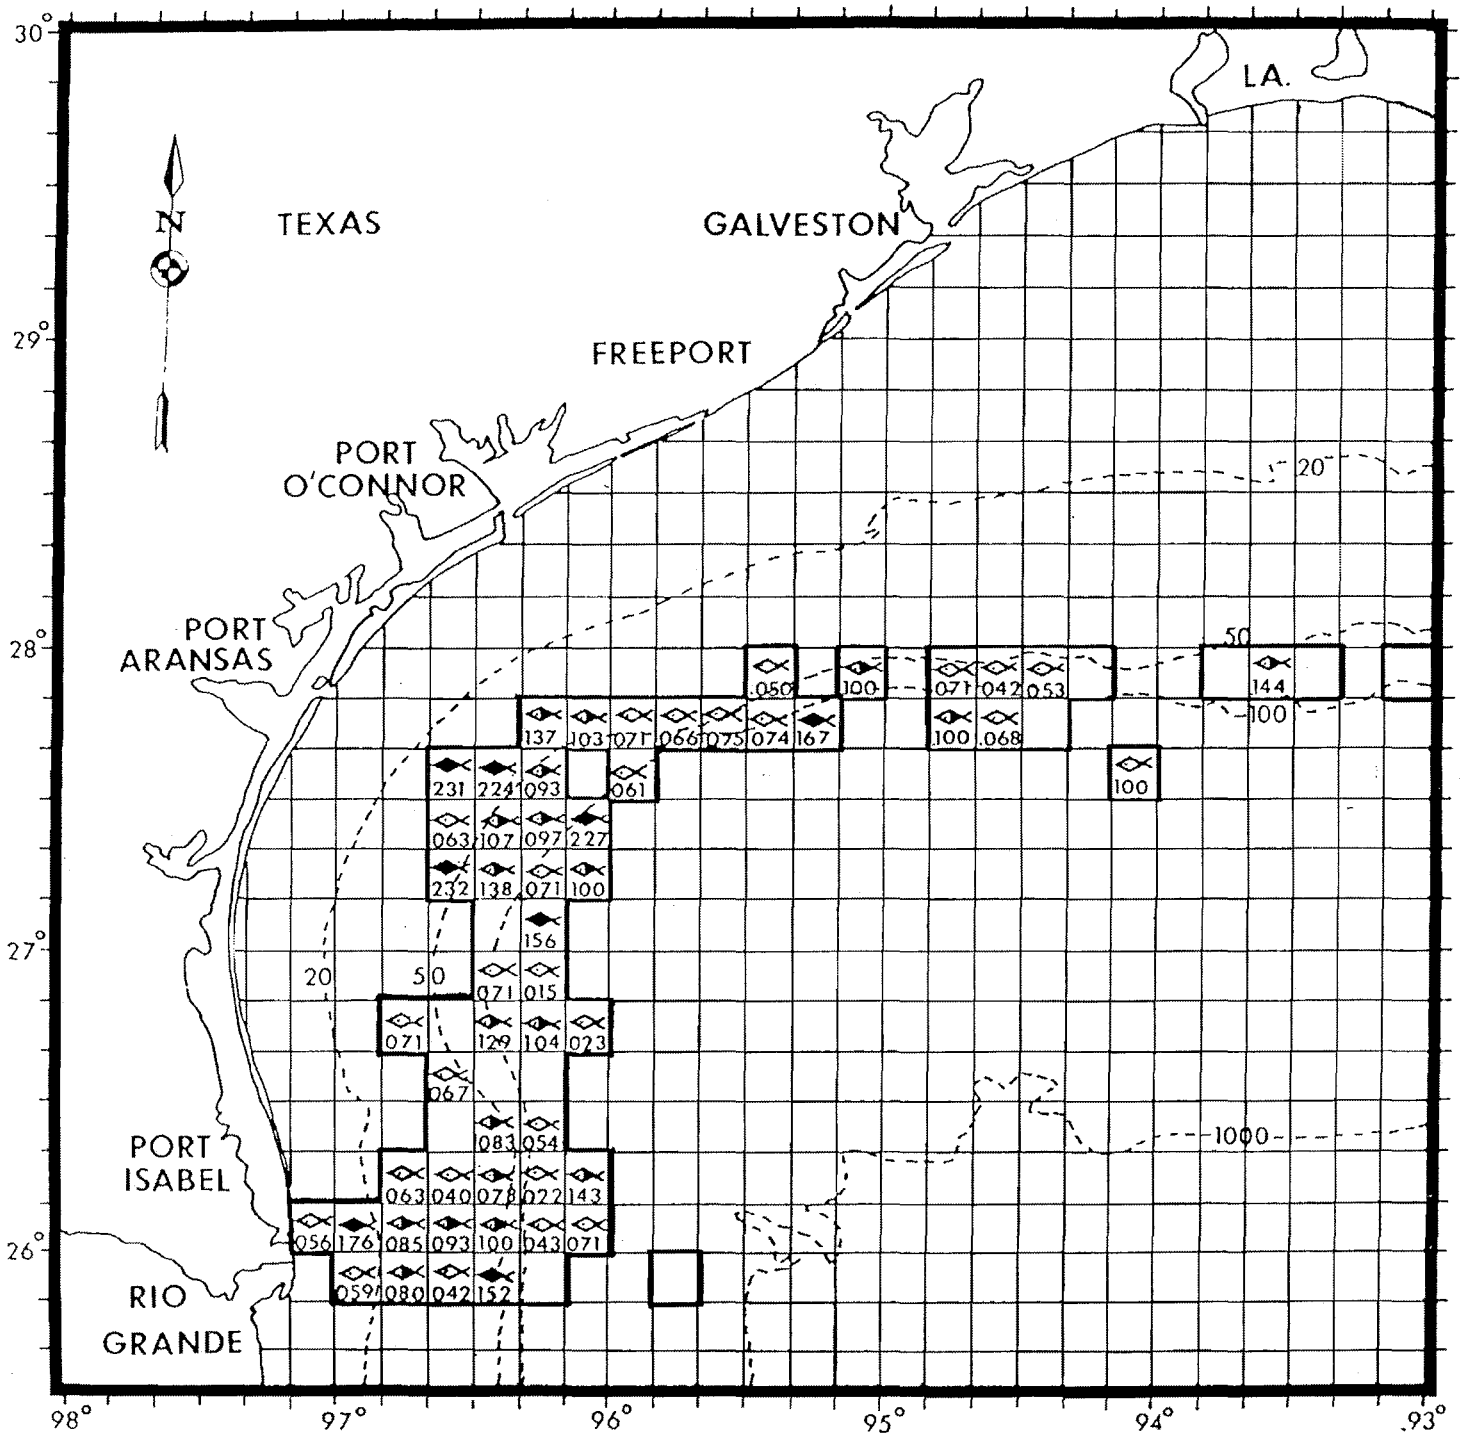 30°
LA.
N
TEXAS
GALVESTON
29°
FREEPORT
PORT
O'CONNOR
20
28°
PORT
ARANSAS
50
.050 100 .071 .042 .053 144
100
137 103 071 066 075 074 167 .100 .068
231 224 093 061 100
063 107 097 227
232 138 071 100
156
27°
20 50
071 015
071 129 104 023
067
083 054
1000
PORT
ISABEL
063 040 078 022 143
056 176 085 093 100 043 071
26°
059 080 042 152
RIO
GRANDE
98° 97° 96° 95° 94° .93°